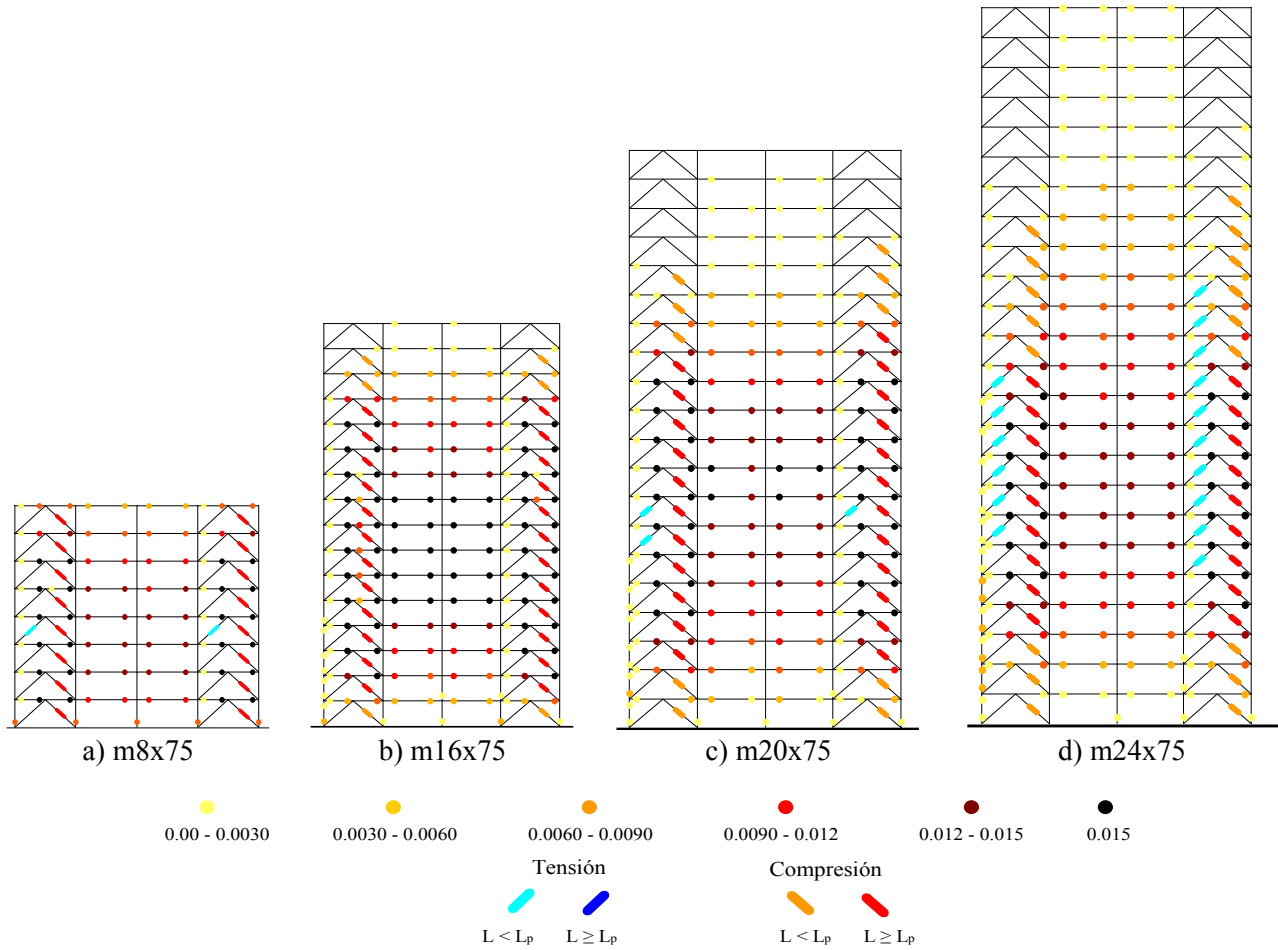 a) m8x75
b) m16x75
c) m20x75
d) m24x75
0.00 - 0.0030
0.0030 - 0.0060
0.0060 - 0.0090
0.0090 - 0.012
0.012 - 0.015
0.015
Tensión
Compresión
L < Lp
L ≥ Lp
L < Lp
L ≥ Lp